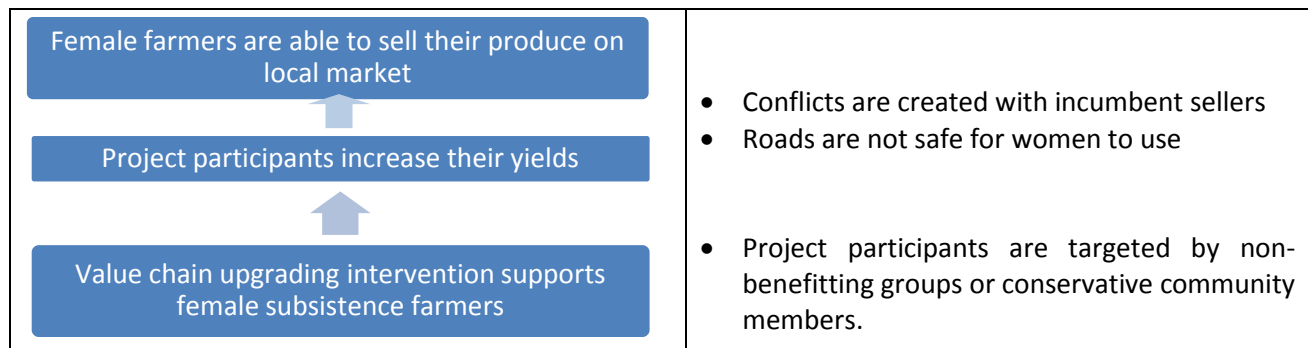 Female farmers are able to sell their produce on
local market
Project participants increase their yields
Value chain upgrading intervention supports
female subsistence farmers
• Conflicts are created with incumbent sellers
• Roads are not safe for women to use
• Project participants are targeted by non-
benefitting groups or conservative community
members.